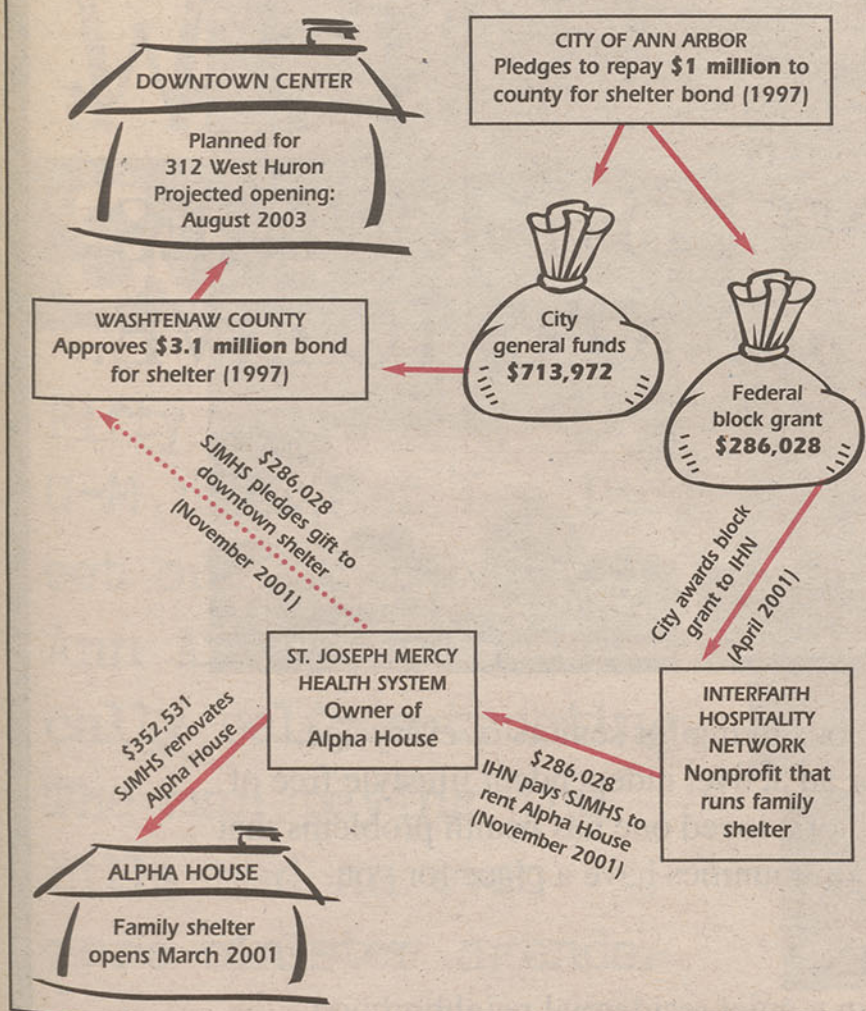 DOWNTOWN CENTER
Planned for
312 West Huron
Projected opening:
August 2003
CITY OF ANN ARBOR
Pledges to repay $1 million to
county for shelter bond (1997)
City
general funds
$713,972
Federal
block grant
$286,028
WASHTENAW COUNTY
Approves $3.1 million bond
for shelter (1997)
$286,028
SJMHS pledges gift to
downtown shelter
(November 2001)
City awards block
grant to IHN
(April 2001)
ST. JOSEPH MERCY
HEALTH SYSTEM
Owner of
Alpha House
INTERFAITH
HOSPITALITY
NETWORK
Nonprofit that
runs family
shelter
$286,028
IHN pays SJMHS to
rent Alpha House
(November 2001)
$352,531
SJMHS renovates
Alpha House
ALPHA HOUSE
Family shelter
opens March 2001